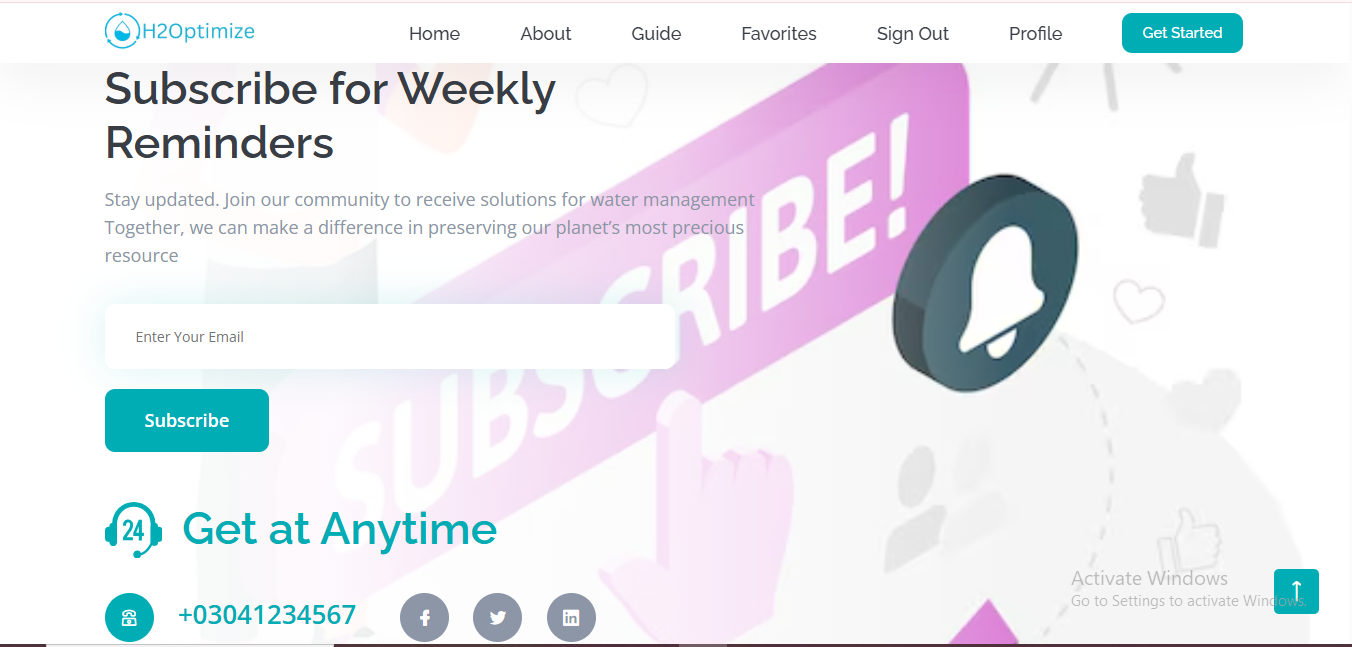 H2Optimize
Home About Guide Favorites Sign Out Profile Get Started
Subscribe for Weekly
Reminders
Stay updated. Join our community to receive solutions for water management
Together, we can make a difference in preserving our planet’s most precious
resource
SUBSCRIBE!
Enter Your Email
Subscribe
24 Get at Anytime
+03041234567
Activate Windows
Go to Settings to activate Windows.